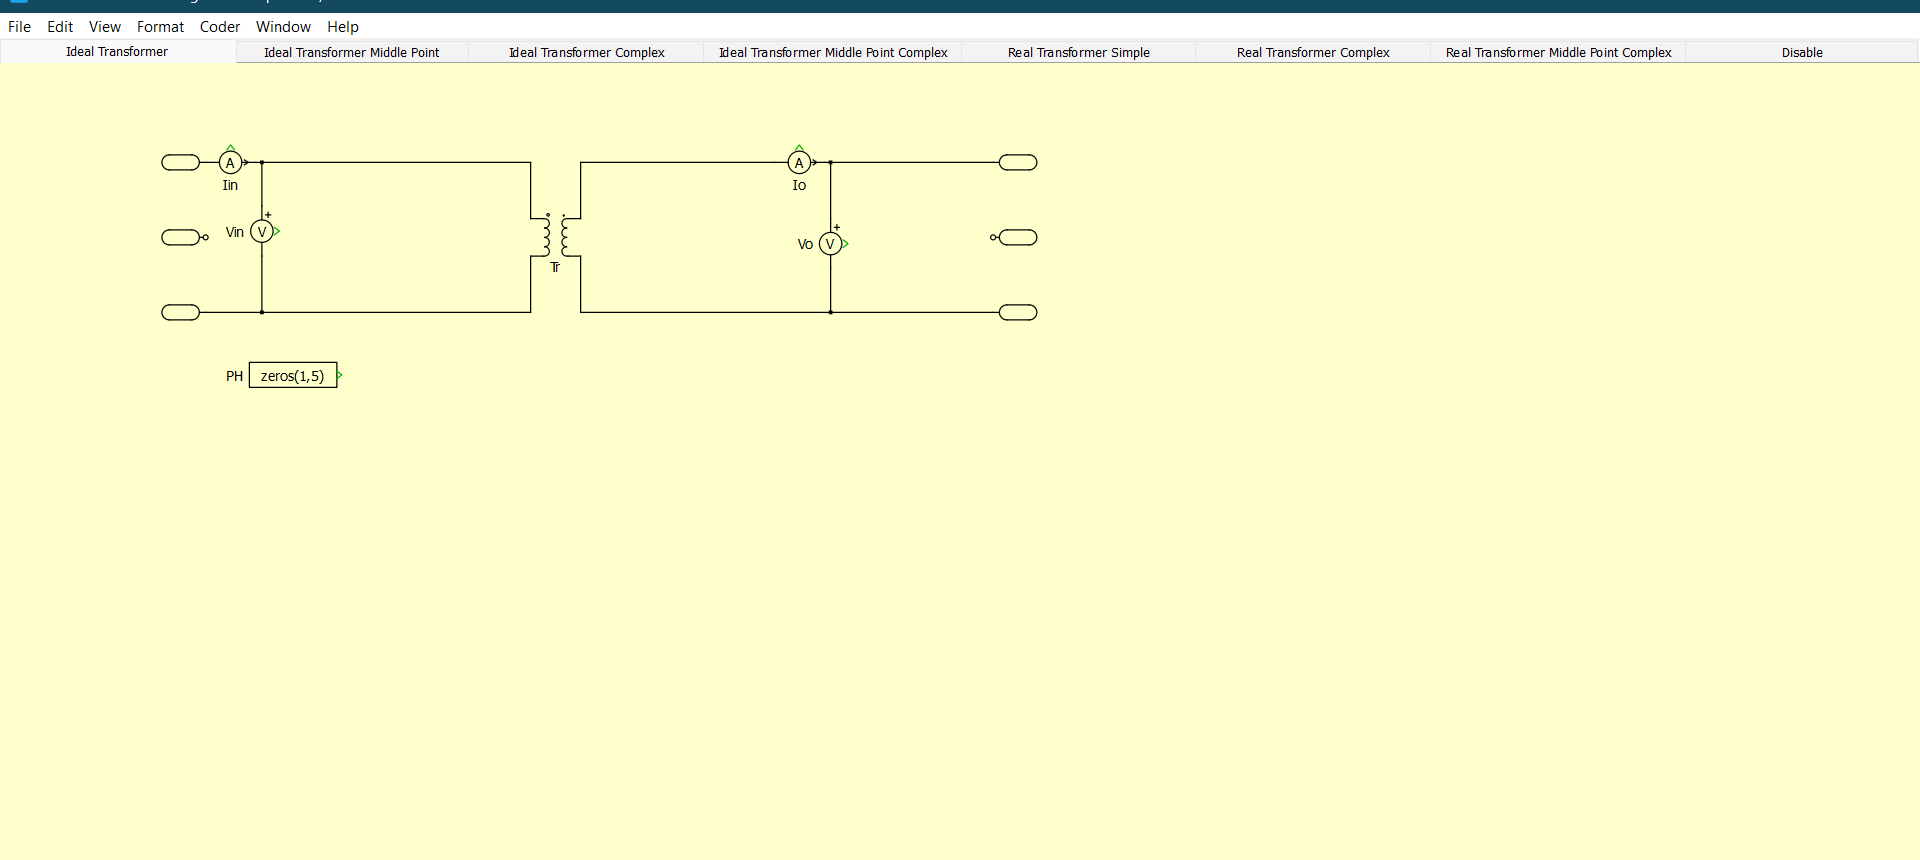 File Edit View Format Coder Window Help
Ideal Transformer Ideal Transformer Middle Point Ideal Transformer Complex Ideal Transformer Middle Point Complex Real Transformer Simple Real Transformer Complex Real Transformer Middle Point Complex Disable
A A
Iin Io
+
Vin V
+
Vo V
Tr
PH zeros(1,5)